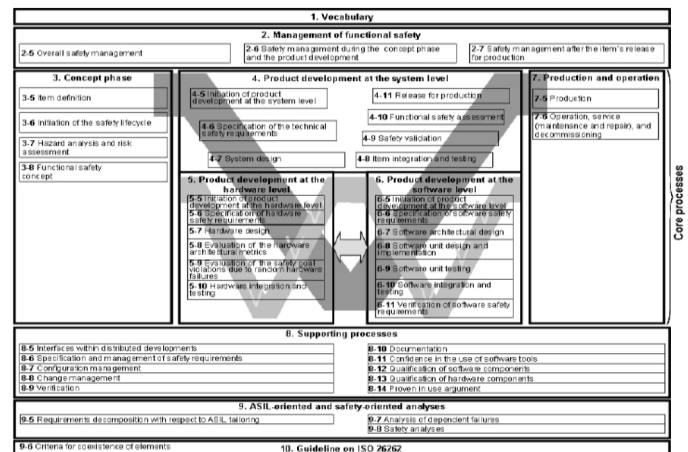 1. Vocabulary
2. Management of functional safety
2-5 Overall safety management
2-6 Safety management during the concept phase
and the product development
2-7 Safety management after the item's release
for production
3. Concept phase
3-5 Item definition
3-6 Initiation of the safety lifecycle
3-7 Hazard analysis and risk
assessment
3-8 Functional safety
concept
4. Product development at the system level
4-5 Initiation of product
development at the system level
4-6 Specification of the technical
safety requirements
4-7 System design
4-11 Release for production
4-10 Functional safety assessment
4-9 Safety validation
4-8 Item integration and testing
5. Product development at the
hardware level
5-5 Initiation of product
development at the hardware level
5-6 Specification of hardware
safety requirements
5-7 Hardware design
5-8 Evaluation of the hardware
architectural metrics
5-9 Evaluation of the safety goal
violations due to random hardware
failures
5-10 Hardware integration and
testing
6. Product development at the
software level
6-5 Initiation of product
development at the software level
6-6 Specification of software safety
requirements
6-7 Software architectural design
6-8 Software unit design and
implementation
6-9 Software unit testing
6-10 Software integration and
testing
6-11 Verification of software safety
requirements
7. Production and operation
7-5 Production
7-6 Operation, service
(maintenance and repair), and
decommissioning
Core processes
8. Supporting processes
8-5 Interfaces within distributed developments
8-6 Specification and management of safety requirements
8-7 Configuration management
8-8 Change management
8-9 Verification
8-10 Documentation
8-11 Confidence in the use of software tools
8-12 Qualification of software components
8-13 Qualification of hardware components
8-14 Proven in use argument
9. ASIL-oriented and safety-oriented analyses
9-5 Requirements decomposition with respect to ASIL tailoring
9-6 Criteria for coexistence of elements
9-7 Analysis of dependent failures
9-8 Safety analyses
10. Guideline on ISO 26262